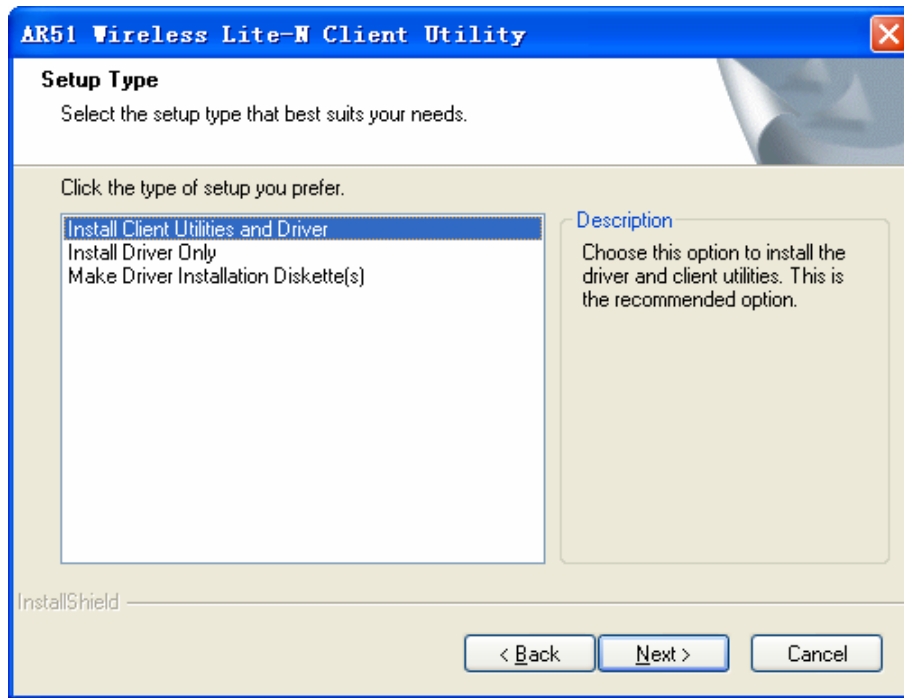 AR51 Wireless Lite-N Client Utility
Setup Type
Select the setup type that best suits your needs.
Click the type of setup you prefer.
Install Client Utilities and Driver
Install Driver Only
Make Driver Installation Diskette(s)
Description
Choose this option to install the
driver and client utilities. This is
the recommended option.
InstallShield
< Back
Next >
Cancel